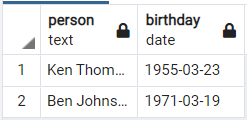 person birthday
text date
1 Ken Thom... 1955-03-23
2 Ben Johns... 1971-03-19